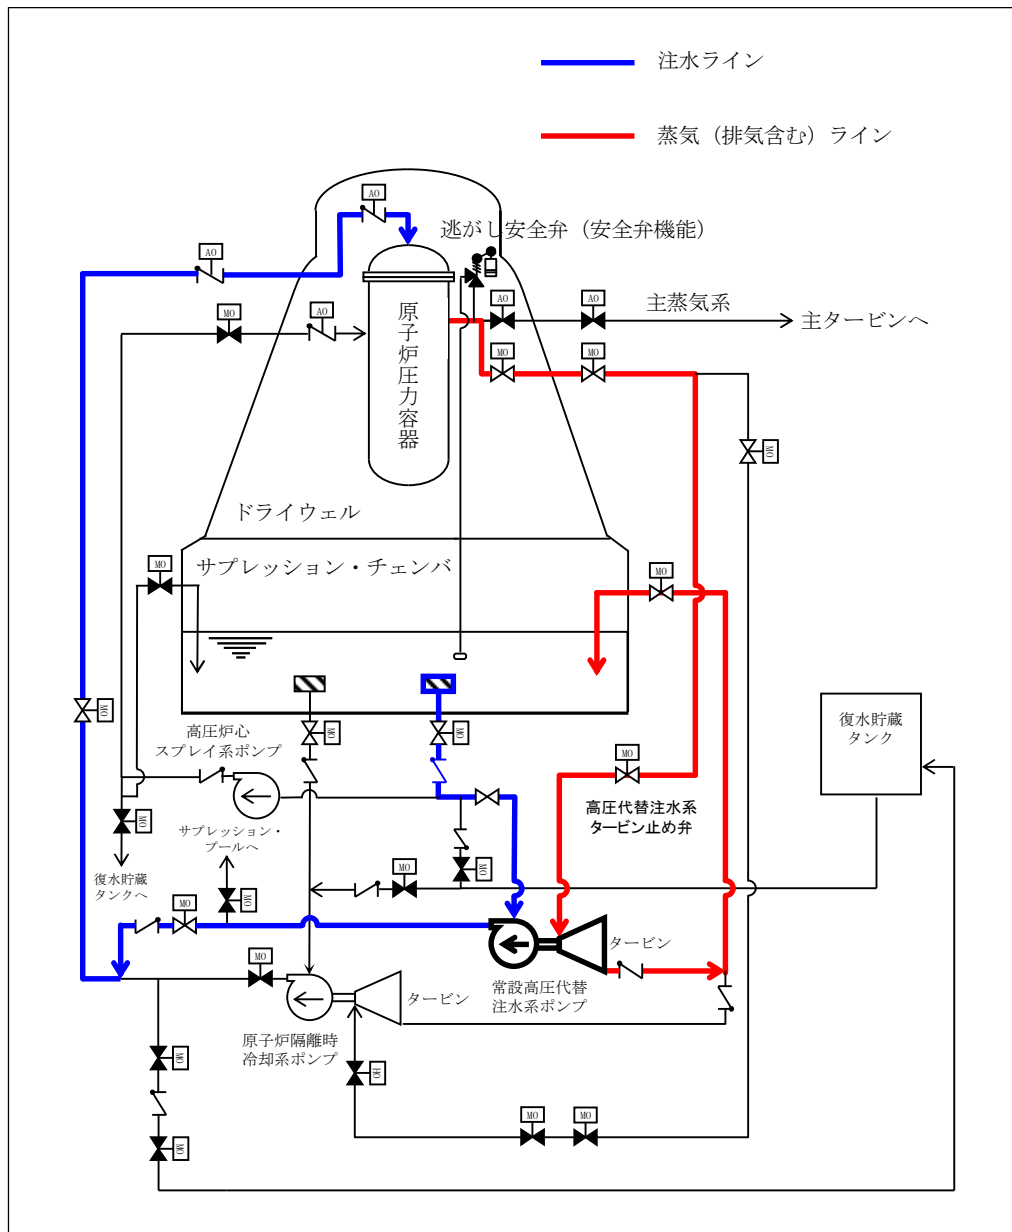 注水ライン
蒸気（排気含む）ライン
AO
逃がし安全弁（安全弁機能）
AO
AO
AO
主蒸気系
MO
AO
主タービンへ
原子炉圧力容器
MO
MO
MO
ドライウェル
サプレッション・チェンバ
MO
MO
MO
復水貯蔵
タンク
高圧炉心
スプレイ系ポンプ
MO
MO
MO
高圧代替注水系
タービン止め弁
MO
サプレッション・
プールへ
復水貯蔵
タンクへ
MO
MO
MO
MO
タービン
MO
常設高圧代替
注水系ポンプ
タービン
原子炉隔離時
冷却系ポンプ
MO
HO
MO
MO
MO